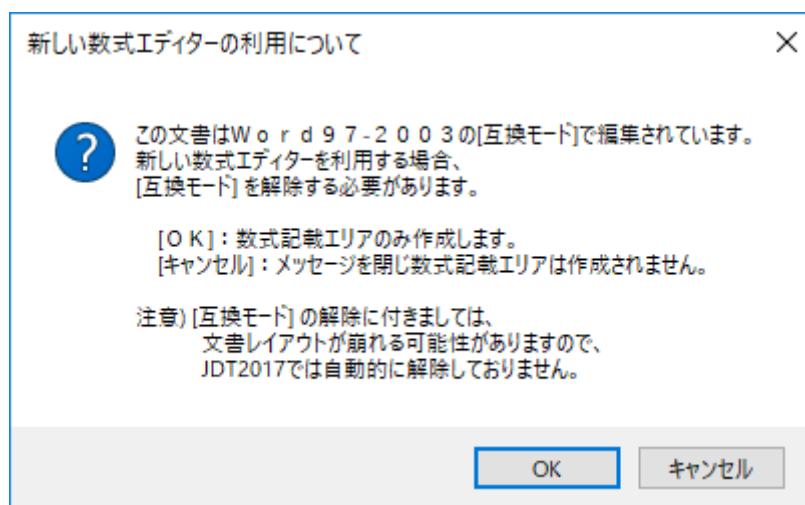 新しい数式エディターの利用について
この文書はWord97-2003の[互換モード]で編集されています。
新しい数式エディターを利用する場合、
[互換モード] を解除する必要があります。
[OK]：数式記載エリアのみ作成します。
[キャンセル]：メッセージを閉じ数式記載エリアは作成されません。
注意) [互換モード] の解除に付きましては、
文書レイアウトが崩れる可能性がありますので、
JDT2017では自動的に解除しておりません。
OK
キャンセル